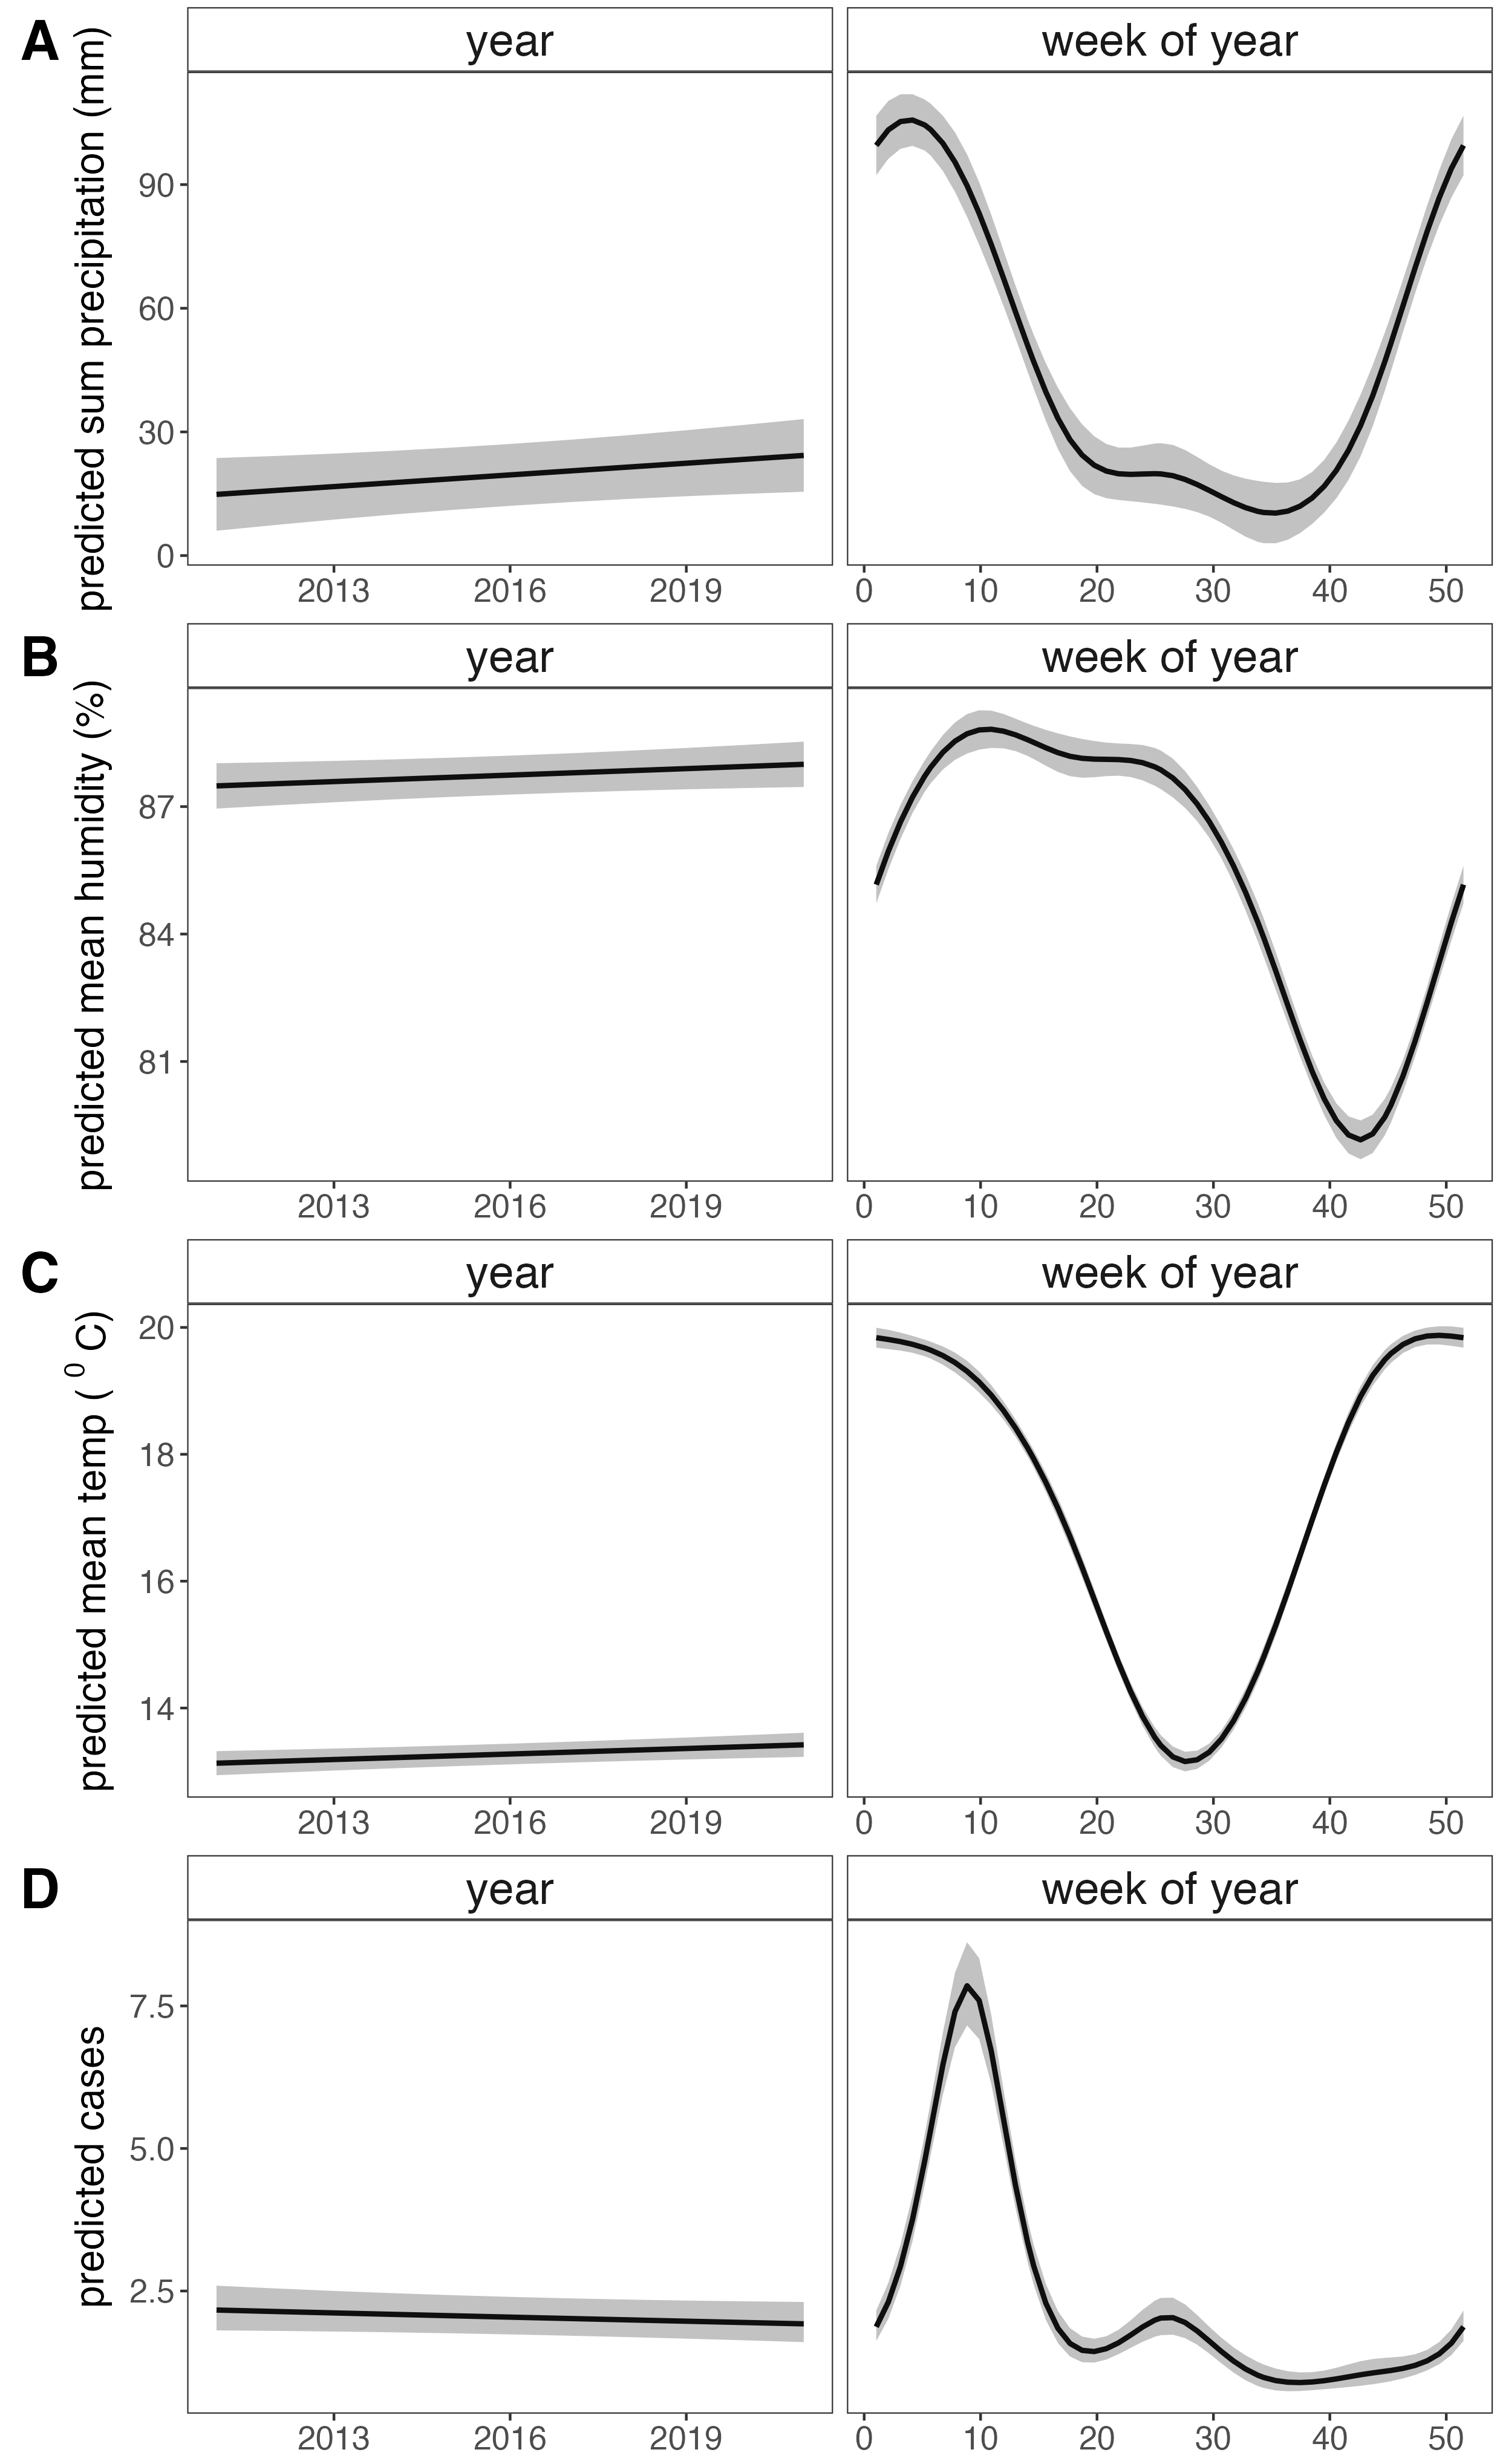 A
year
week of year
predicted sum precipitation (mm)
90
60
30
0
2013 2016 2019
0 10 20 30 40 50
B
year
week of year
predicted mean humidity (%)
87
84
81
2013 2016 2019
0 10 20 30 40 50
C
year
week of year
predicted mean temp ( ⁰ C)
20
18
16
14
2013 2016 2019
0 10 20 30 40 50
D
year
week of year
predicted cases
7.5
5.0
2.5
2013 2016 2019
0 10 20 30 40 50